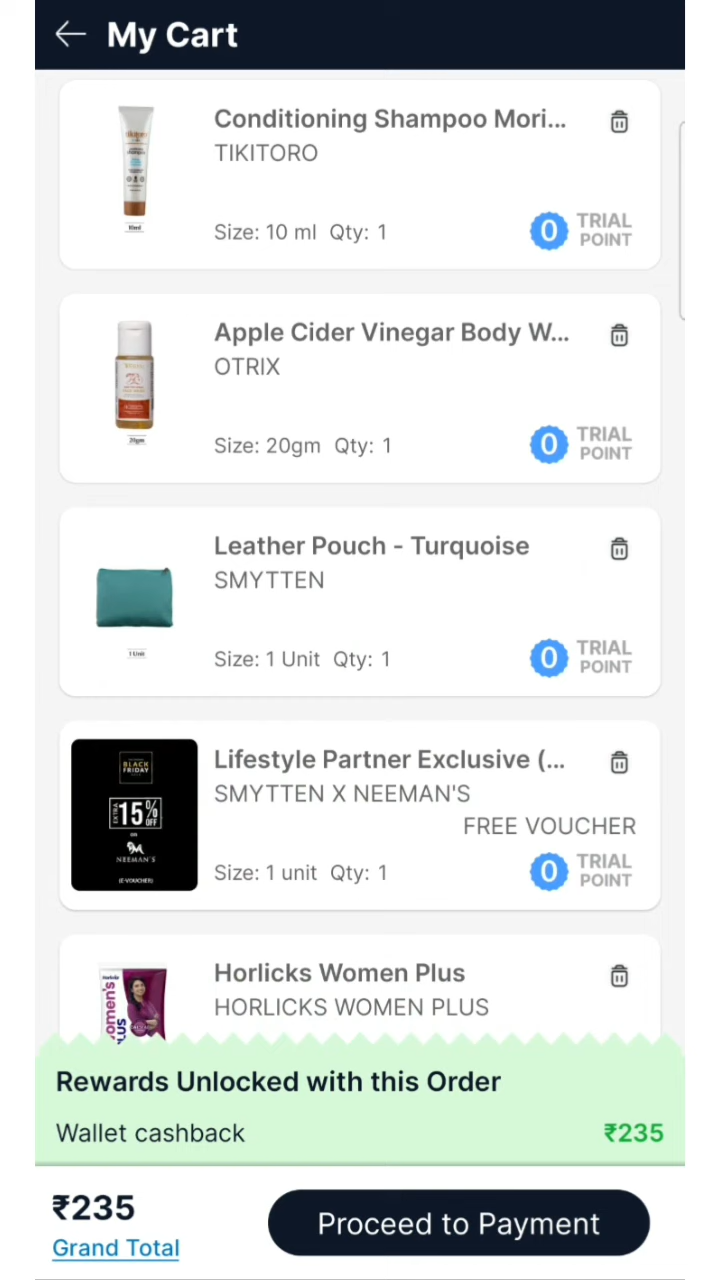 My Cart
Conditioning Shampoo Mori...
TIKITORO
10ml
Size: 10 ml Qty: 1
0 TRIAL POINT
Apple Cider Vinegar Body W...
OTRIX
20gm
Size: 20gm Qty: 1
0 TRIAL POINT
Leather Pouch - Turquoise
SMYTTEN
1 Unit
Size: 1 Unit Qty: 1
0 TRIAL POINT
BLACK
FRIDAY
EXTRA 15% OFF
on
NEEMAN'S
(E-VOUCHER)
Lifestyle Partner Exclusive (...
SMYTTEN X NEEMAN'S
FREE VOUCHER
Size: 1 unit Qty: 1
0 TRIAL POINT
Horlicks Women Plus
HORLICKS WOMEN PLUS
Rewards Unlocked with this Order
Wallet cashback ₹235
₹235
Grand Total
Proceed to Payment